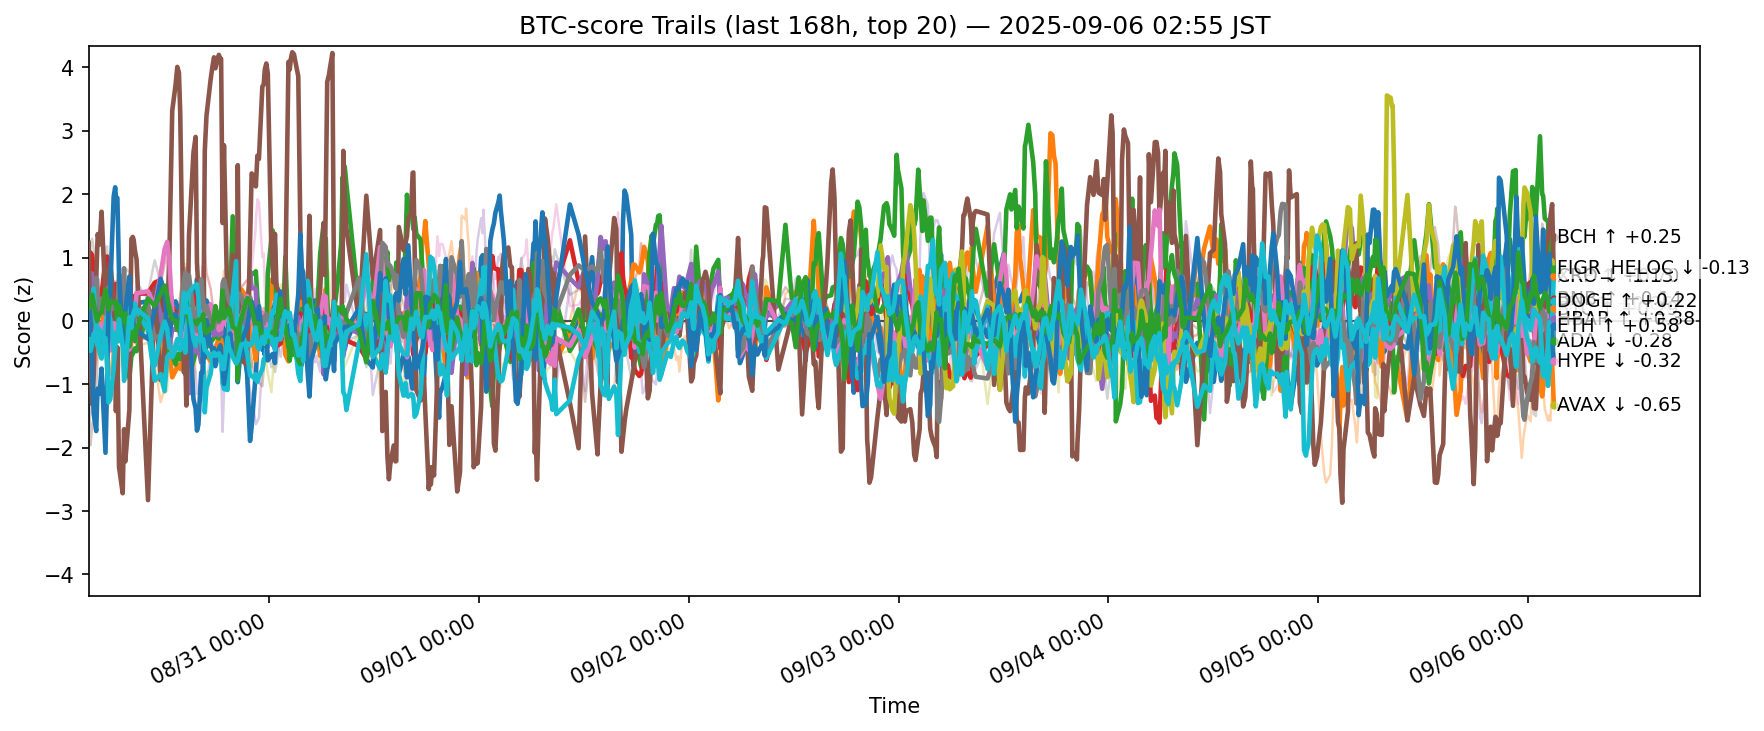 BTC-score Trails (last 168h, top 20) — 2025-09-06 02:55 JST
Score (z)
4
3
2
1
0
−1
−2
−3
−4
BCH ↑ +0.25
FIGR_HELOC ↓ -0.13
CRO ↓
DOGE ↑ +0.22
HBAR
ETH ↑ +0.58
ADA ↓ -0.28
HYPE ↓ -0.32
AVAX ↓ -0.65
08/31 00:00
09/01 00:00
09/02 00:00
09/03 00:00
09/04 00:00
09/05 00:00
09/06 00:00
Time